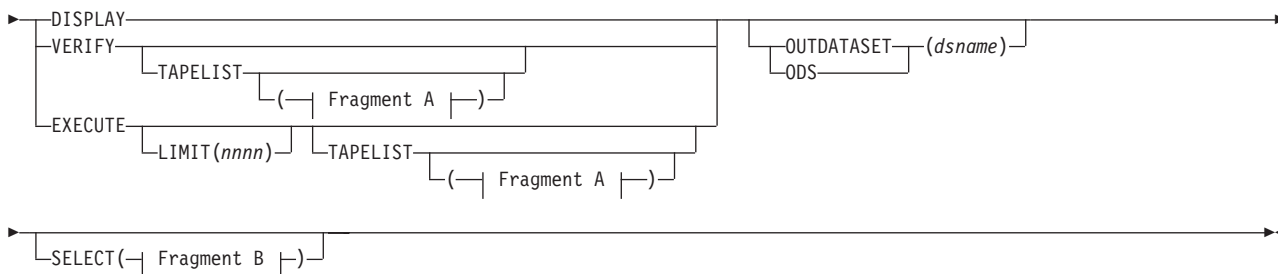 DISPLAY
VERIFY
TAPELIST
( Fragment A )
EXECUTE
LIMIT(nnnn)
TAPELIST
( Fragment A )
OUTDATASET (dsname)
ODS
SELECT( Fragment B )